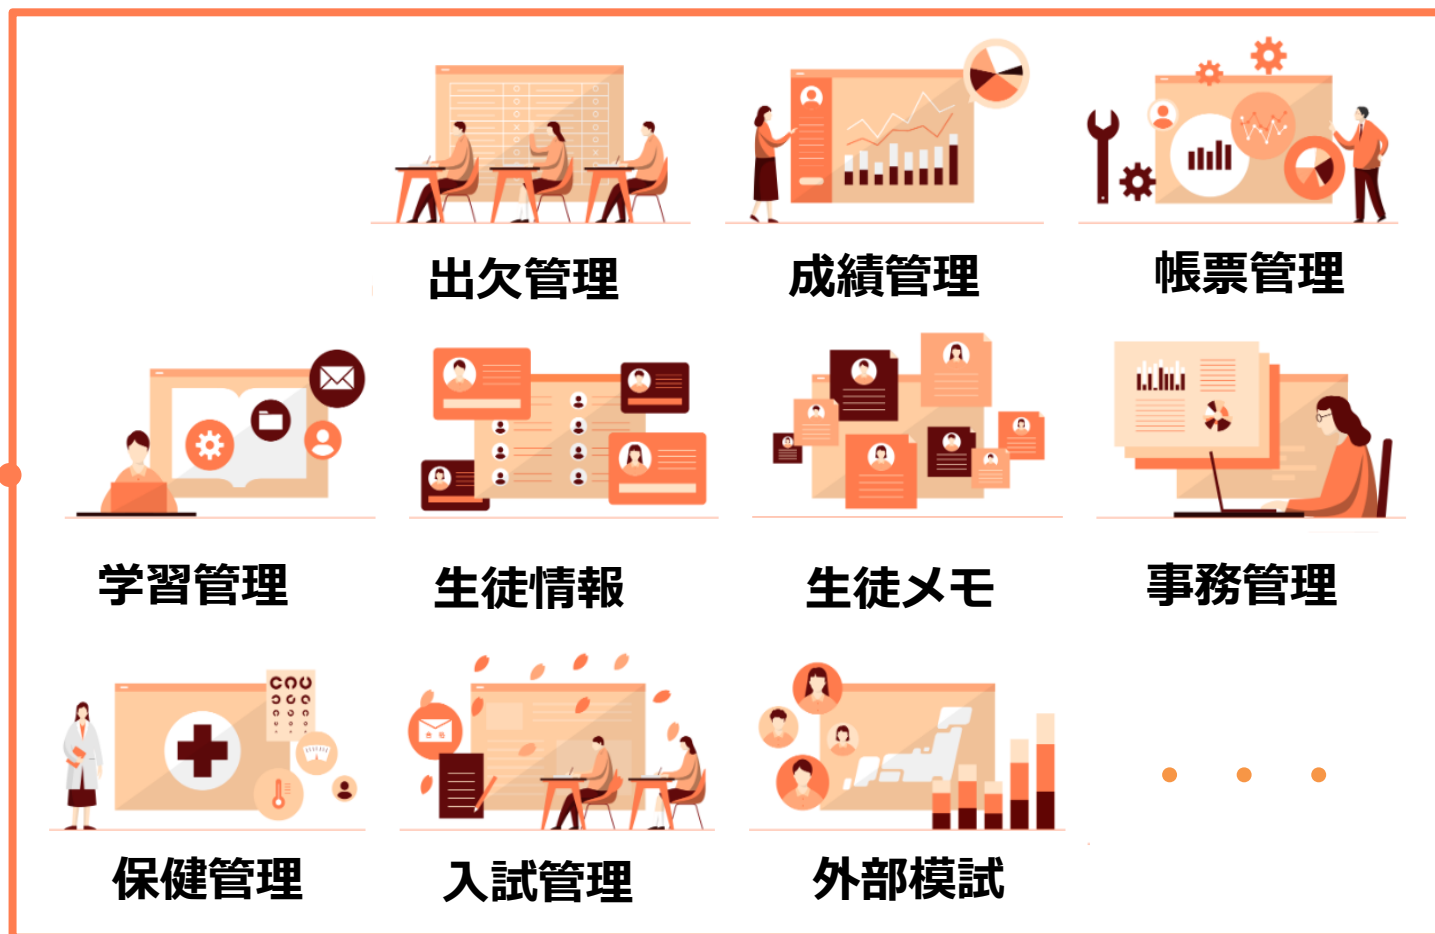 出欠管理
成績管理
帳票管理
学習管理
生徒情報
生徒メモ
事務管理
保健管理
入試管理
外部模試